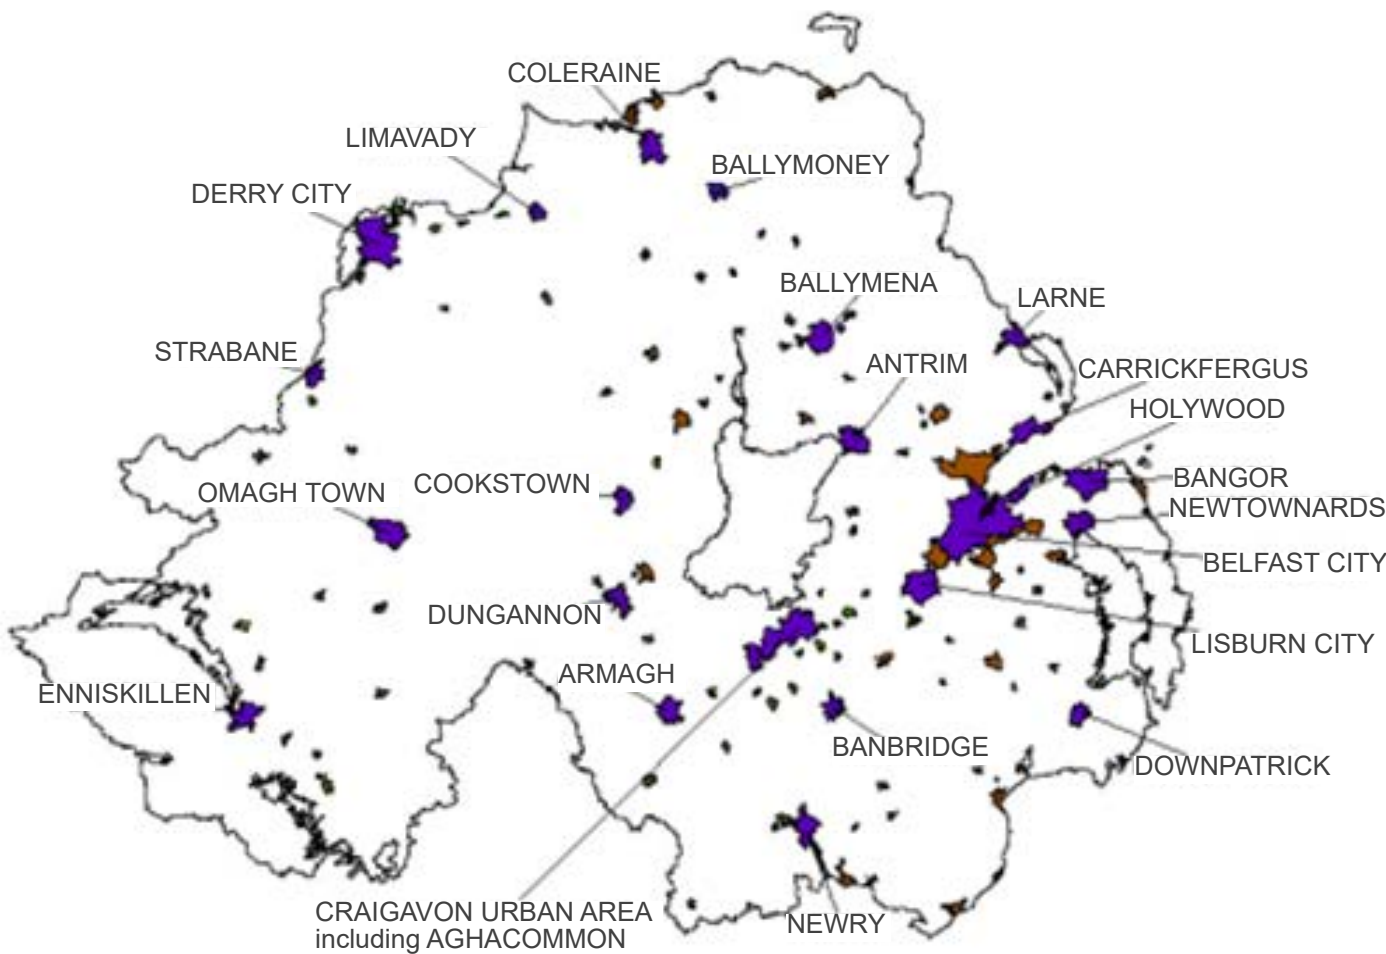 COLERAINE
LIMAVADY
BALLYMONEY
DERRY CITY
BALLYMENA
LARNE
STRABANE
ANTRIM
CARRICKFERGUS
HOLYWOOD
BANGOR
COOKSTOWN
OMAGH TOWN
NEWTOWNARDS
BELFAST CITY
DUNGANNON
LISBURN CITY
ARMAGH
ENNISKILLEN
BANBRIDGE
DOWNPATRICK
CRAIGAVON URBAN AREA
including AGHACOMMON
NEWRY